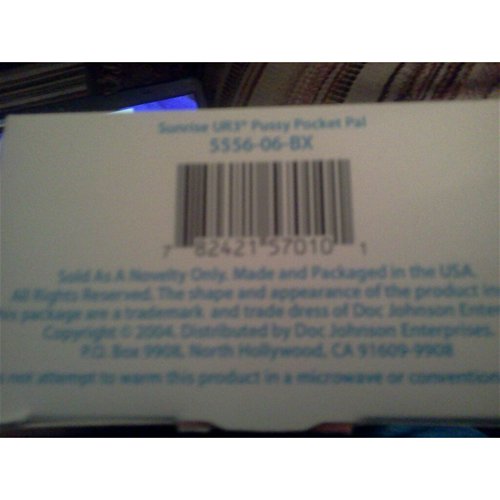 Sunrise UR3® Pussy Pocket Pal
5556-06-BX
7 82421 57010 1
Sold As A Novelty Only. Made and Packaged in the USA.
All Rights Reserved. The shape and appearance of the product in
this package are a trademark and trade dress of Doc Johnson Enter
Copyright © 2004. Distributed by Doc Johnson Enterprises.
P.O. Box 9908, North Hollywood, CA 91609-9908
not attempt to warm this product in a microwave or convention